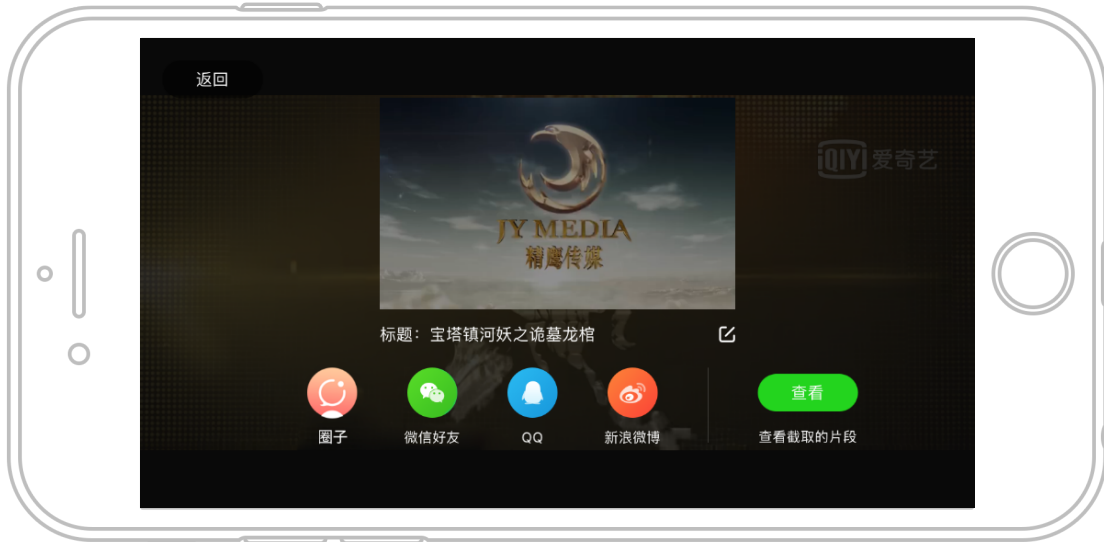 返回
iQIYI 爱奇艺
JY MEDIA
精鹰传媒
标题：宝塔镇河妖之诡墓龙棺
圈子
微信好友
QQ
新浪微博
查看
查看截取的片段